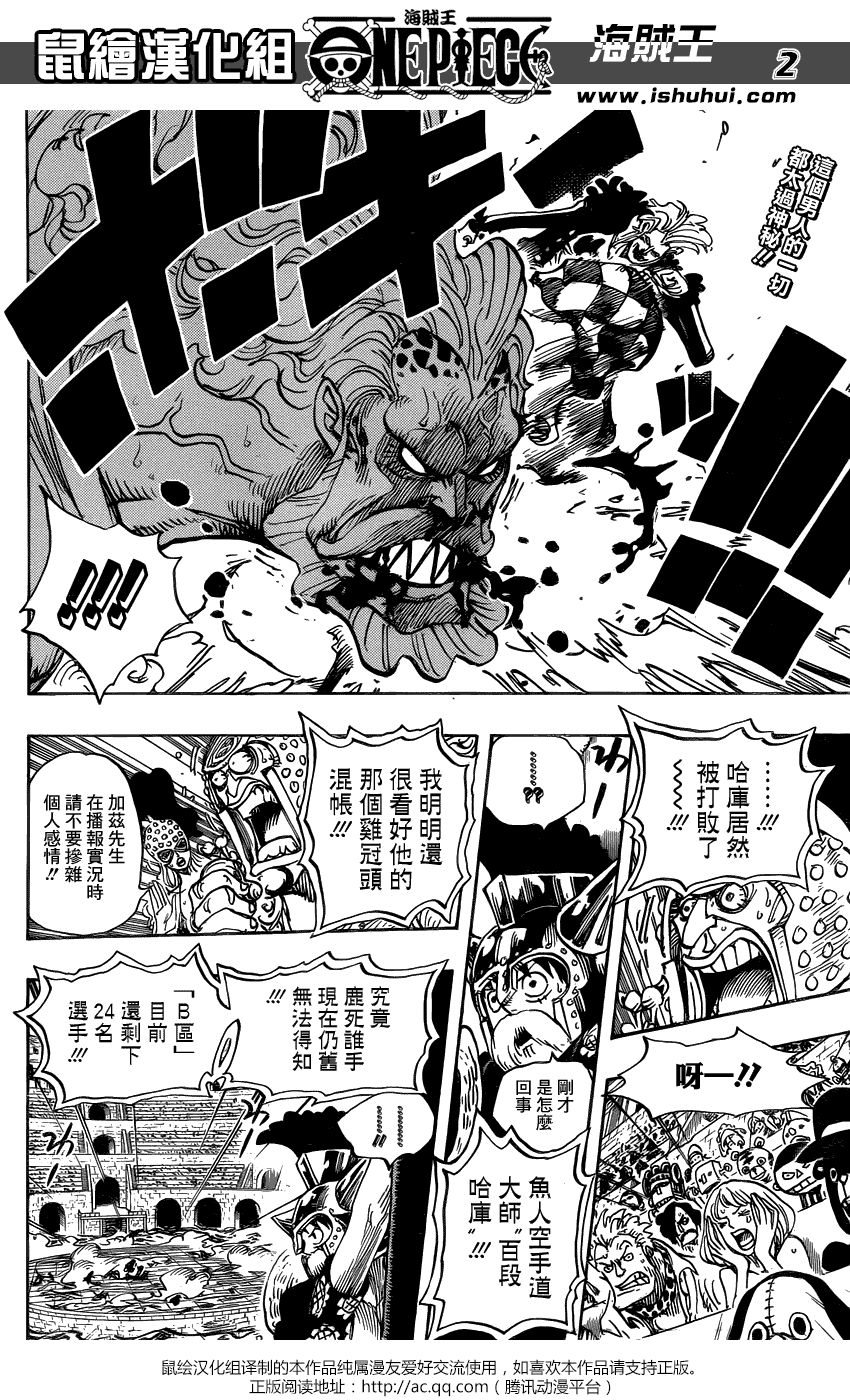 鼠繪漢化組
海賊王
ONE PIECE
海賊王
2
www.ishuhui.com
這個男人的一切
都太過神秘!!
!!!!
………
哈庫居然
被打敗了
~~~!!!
………??
わー
我明明還
很看好他的
那個雞冠頭
混帳!!!
加茲先生
在播報實況時
請不要摻雜
個人感情!!
剛才
是怎麼
回事
呀—!!
魚人空手道
大師"百段
哈庫"!!!
究竟
鹿死誰手
現在仍舊
無法得知
!!!
「B區」
目前
還剩下
24名
選手!!!
………!!
わー
わー
鼠绘汉化组译制的本作品纯属漫友爱好交流使用，如喜欢本作品请支持正版。
正版阅读地址：http://ac.qq.com（腾讯动漫平台）